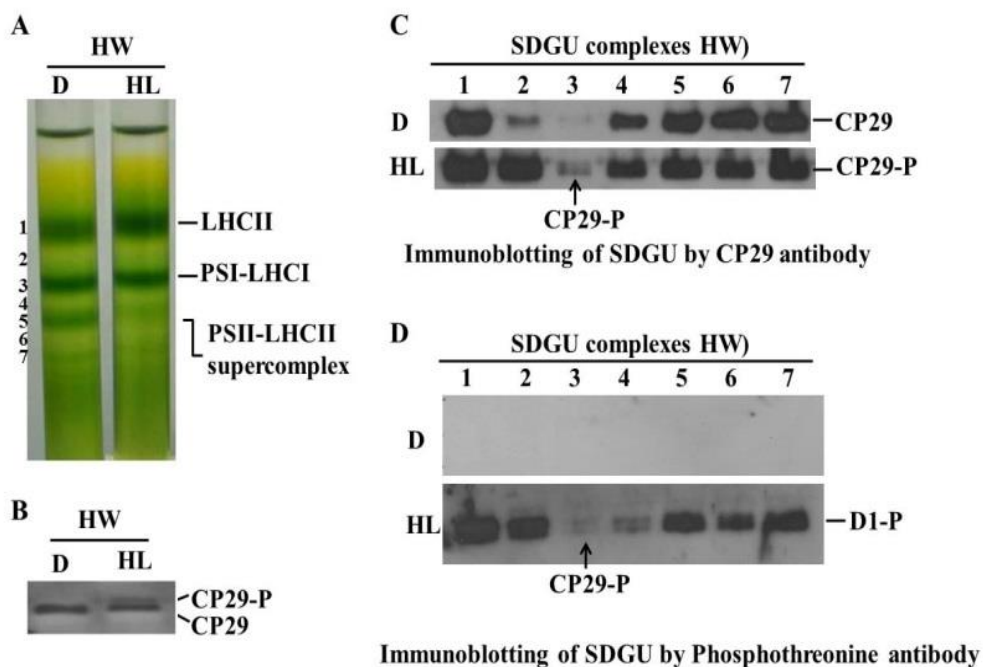 A
HW
D HL
1
2
3
4
5
6
7
LHCII
PSI-LHCI
PSII-LHCII
supercomplex
B
HW
D HL
CP29-P
CP29
C
SDGU complexes HW)
1 2 3 4 5 6 7
D
CP29
HL
CP29-P
CP29-P
Immunoblotting of SDGU by CP29 antibody
D
SDGU complexes HW)
1 2 3 4 5 6 7
D
HL
D1-P
CP29-P
Immunoblotting of SDGU by Phosphothreonine antibody